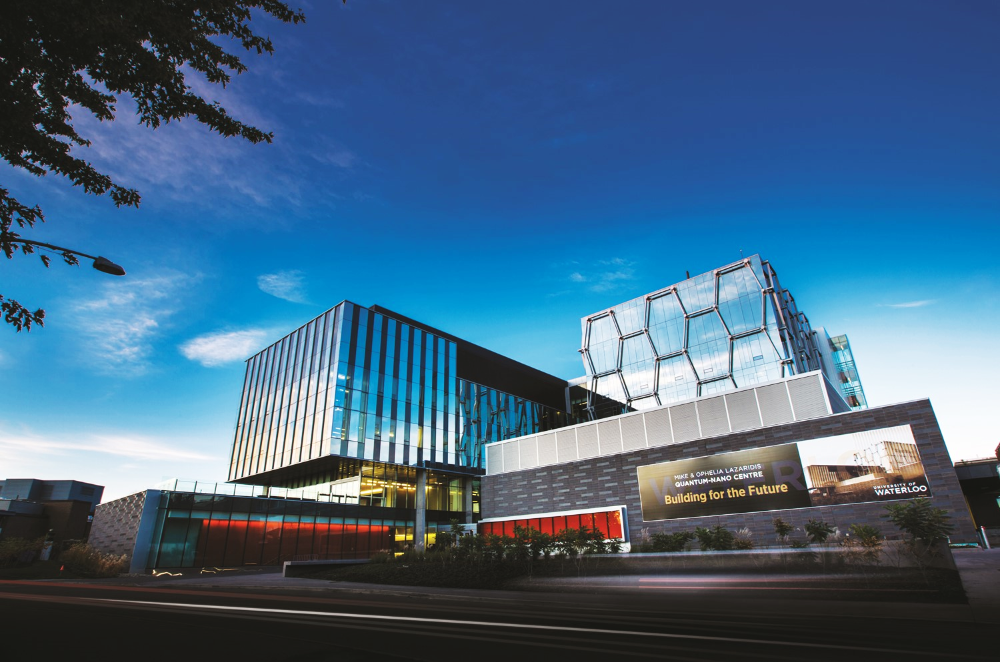 MIKE & OPHELIA LAZARIDIS
QUANTUM-NANO CENTRE
Building for the Future
UNIVERSITY OF
WATERLOO